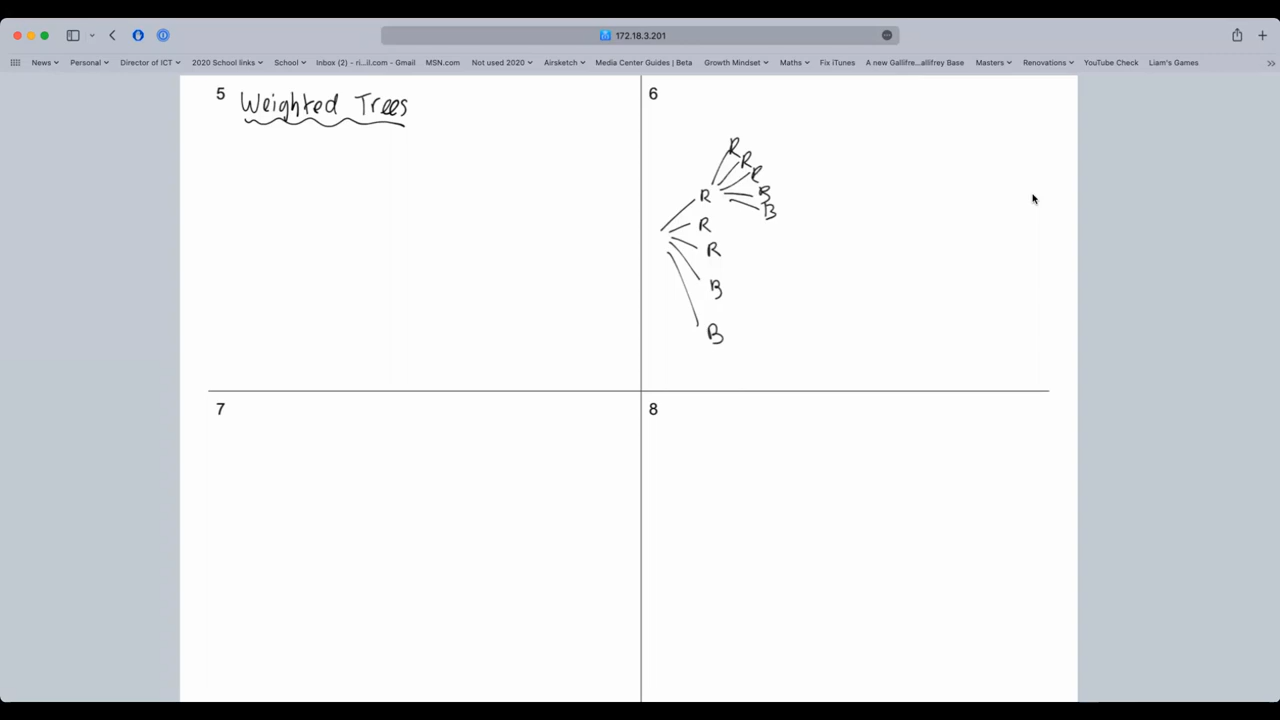 172.18.3.201
News Personal Director of ICT 2020 School links School Inbox (2) - ri...il.com - Gmail MSN.com Not used 2020 Airsketch Media Center Guides | Beta Growth Mindset Maths Fix iTunes A new Gallifre...allifrey Base Masters Renovations YouTube Check Liam's Games
5 Weighted Trees
6
R
R
R
R B
B
R
R
B
B
7
8